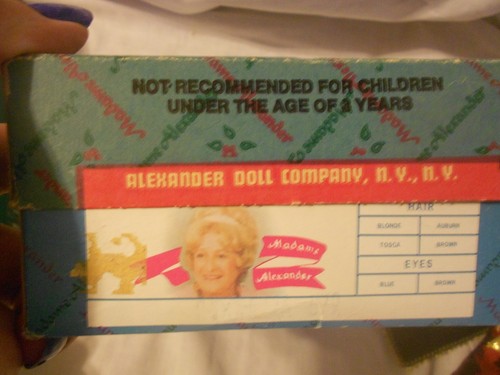 NOT RECOMMENDED FOR CHILDREN
UNDER THE AGE OF 3 YEARS
ALEXANDER DOLL COMPANY, N.Y., N.Y.
Madame
Alexander
HAIR
BLONDE AUBURN
TOSCA BROWN
EYES
BLUE BROWN